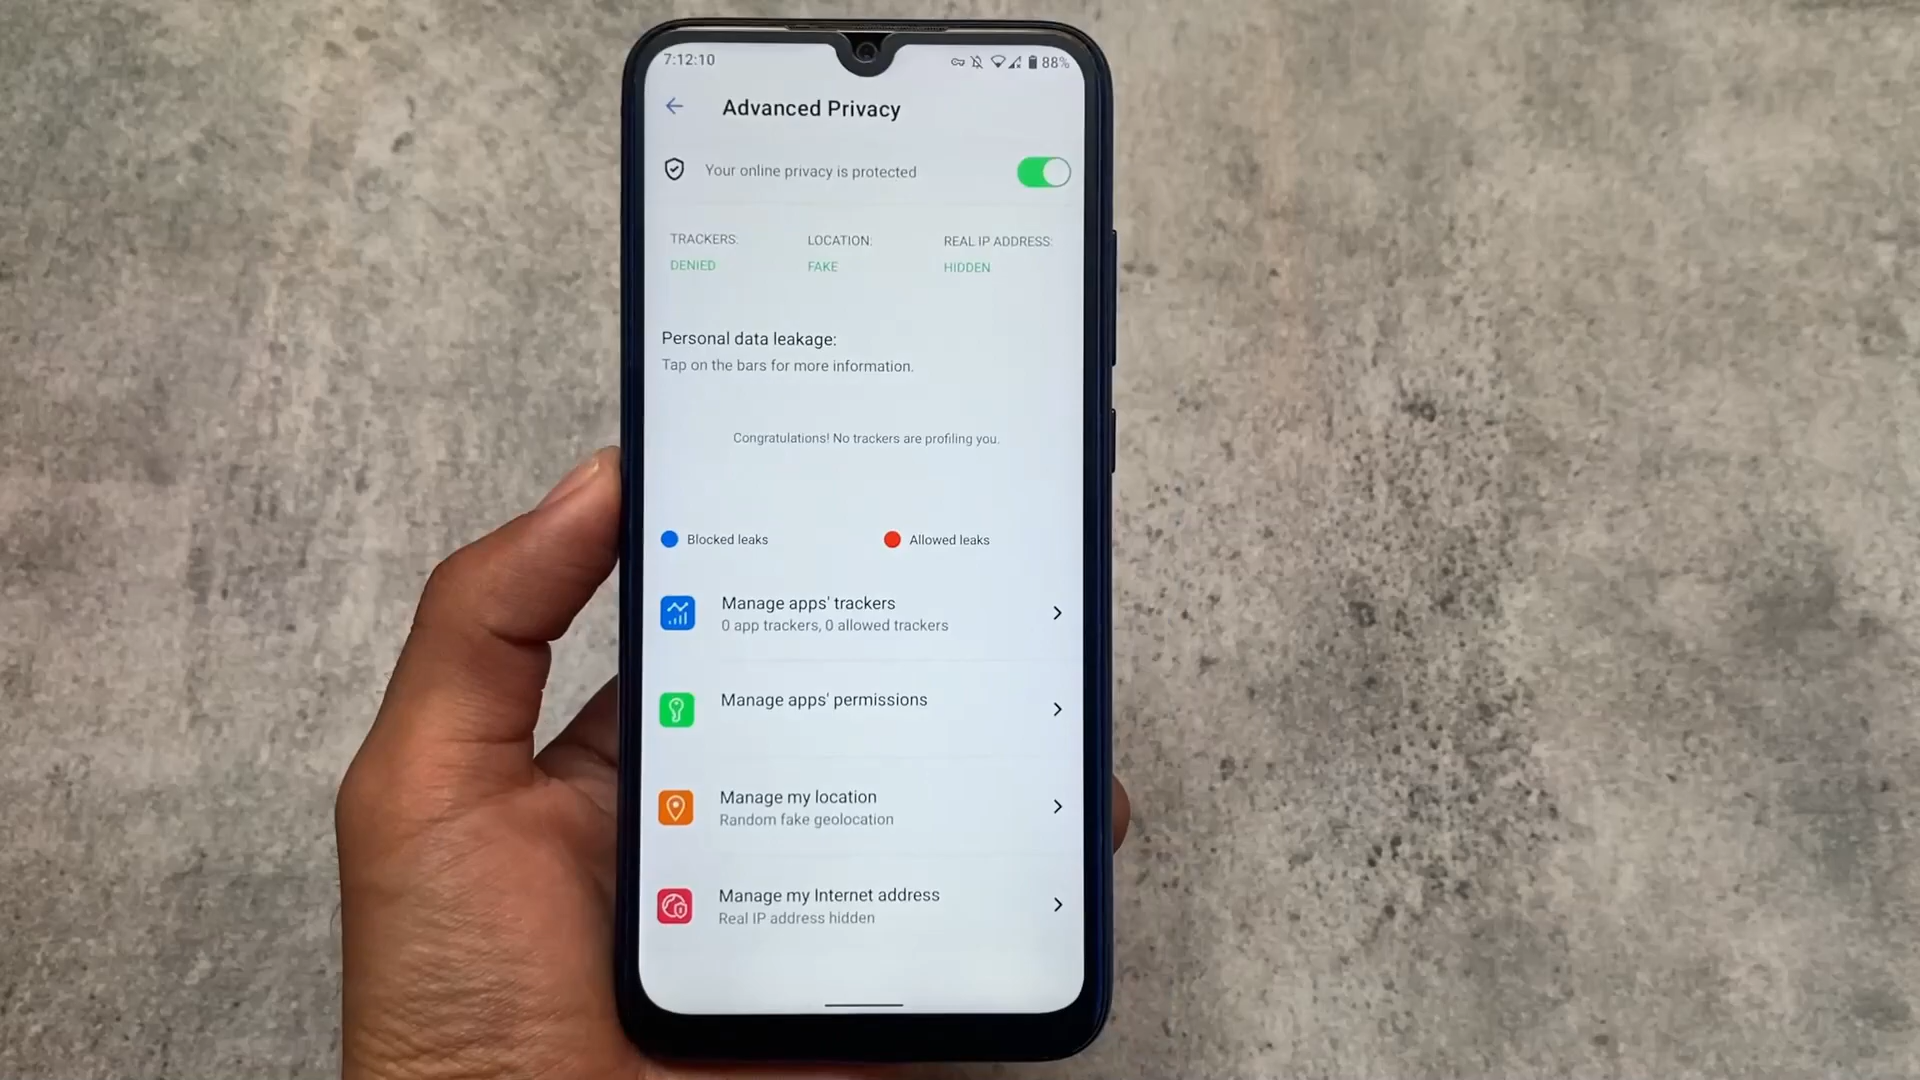 7:12:10
88%
Advanced Privacy
Your online privacy is protected
TRACKERS: LOCATION: REAL IP ADDRESS:
DENIED FAKE HIDDEN
Personal data leakage:
Tap on the bars for more information.
Congratulations! No trackers are profiling you.
Blocked leaks Allowed leaks
Manage apps' trackers
0 app trackers, 0 allowed trackers
Manage apps' permissions
Manage my location
Random fake geolocation
Manage my Internet address
Real IP address hidden